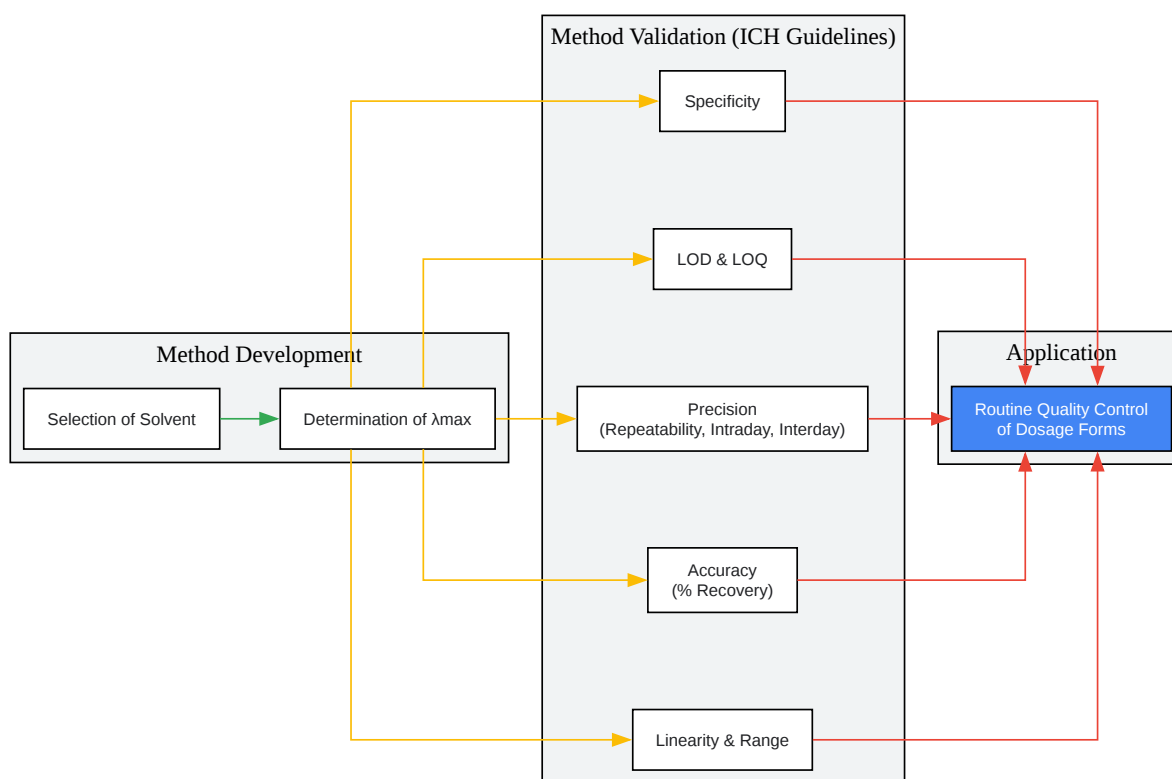 Method Validation (ICH Guidelines)
Specificity
LOD & LOQ
Method Development
Selection of Solvent
Determination of λmax
Precision
(Repeatability, Intraday, Interday)
Accuracy
(% Recovery)
Linearity & Range
Application
Routine Quality Control
of Dosage Forms